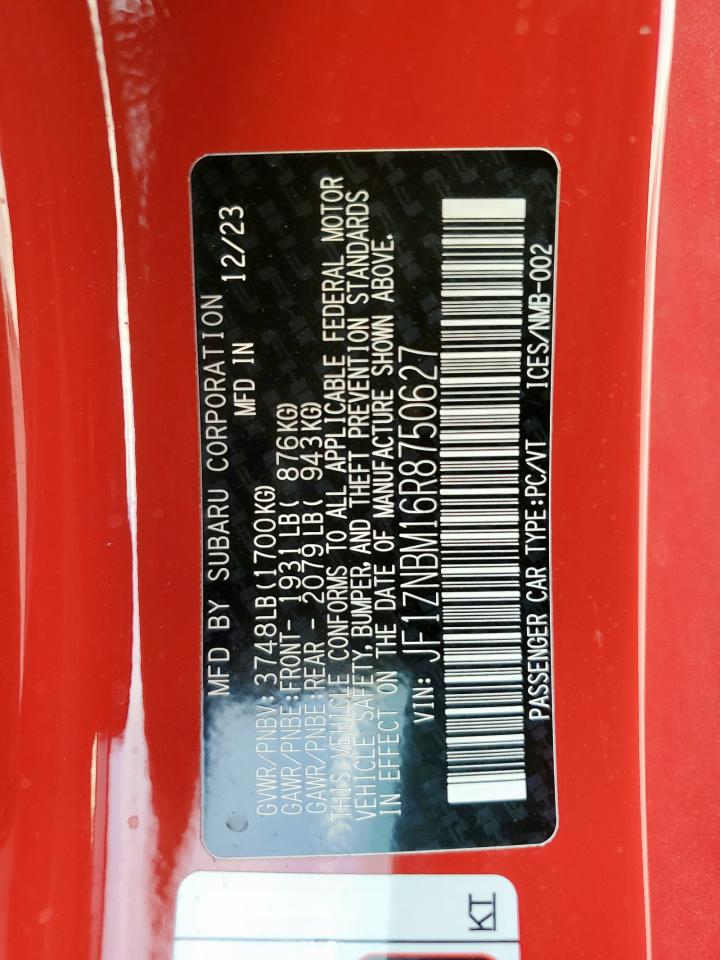 MFD BY SUBARU CORPORATION
MFD IN 12/23
GVWR/PNBV: 3748LB(1700KG)
GAWR/PNBE:FRONT- 1931LB( 876KG)
GAWR/PNBE:REAR - 2079LB( 943KG)
THIS VEHICLE CONFORMS TO ALL APPLICABLE FEDERAL MOTOR
VEHICLE SAFETY, BUMPER, AND THEFT PREVENTION STANDARDS
IN EFFECT ON THE DATE OF MANUFACTURE SHOWN ABOVE.
VIN: JF1ZNBM16R8750627
PASSENGER CAR TYPE:PC/VT ICES/NMB-002
KT